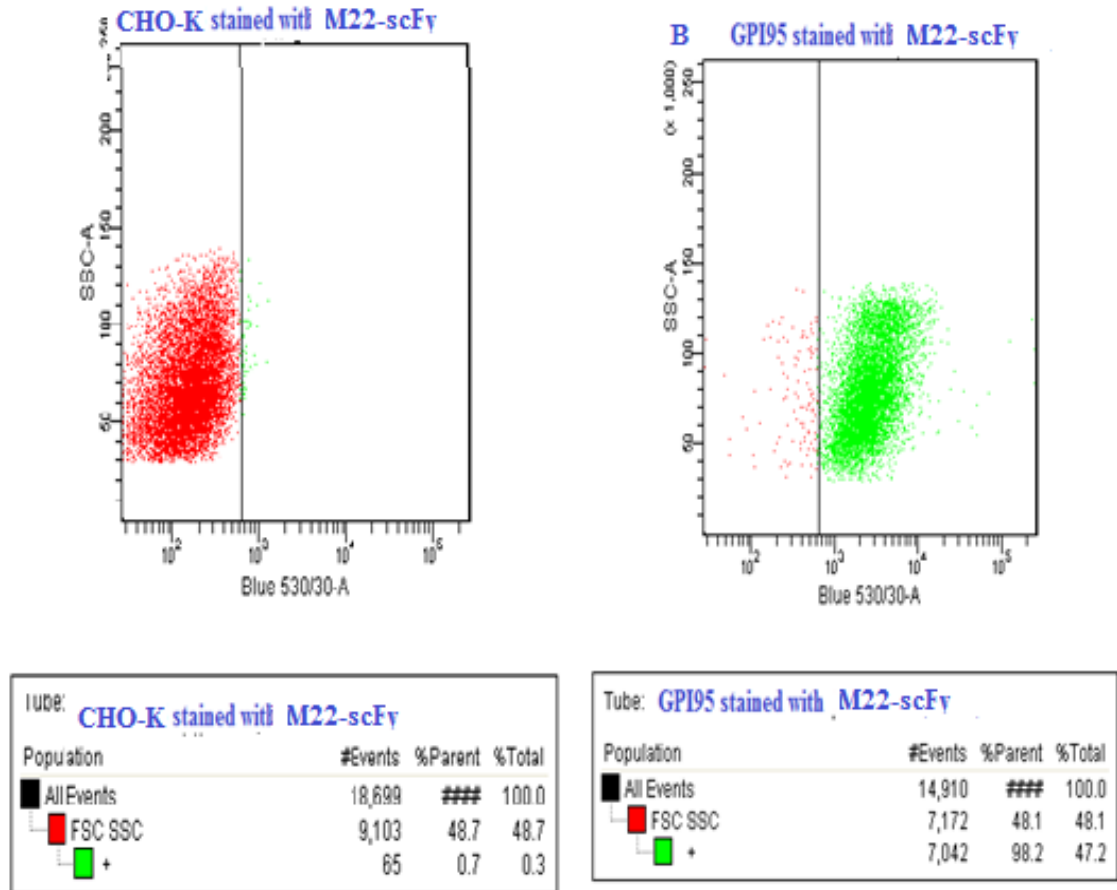 CHO-K stained with M22-scFγ
SSC-A
50
100
150
200
250
10²
10³
10⁴
10⁵
Blue 530/30-A
B GPI95 stained with M22-scFγ
SSC-A
(x 1,000)
50
100
150
200
250
10²
10³
10⁴
10⁵
Blue 530/30-A
Tube: CHO-K stained with M22-scFγ
Population #Events %Parent %Total
All Events 18,699 #### 100.0
FSC SSC 9,103 48.7 48.7
+ 65 0.7 0.3
Tube: GPI95 stained with M22-scFγ
Population #Events %Parent %Total
All Events 14,910 #### 100.0
FSC SSC 7,172 48.1 48.1
+ 7,042 98.2 47.2